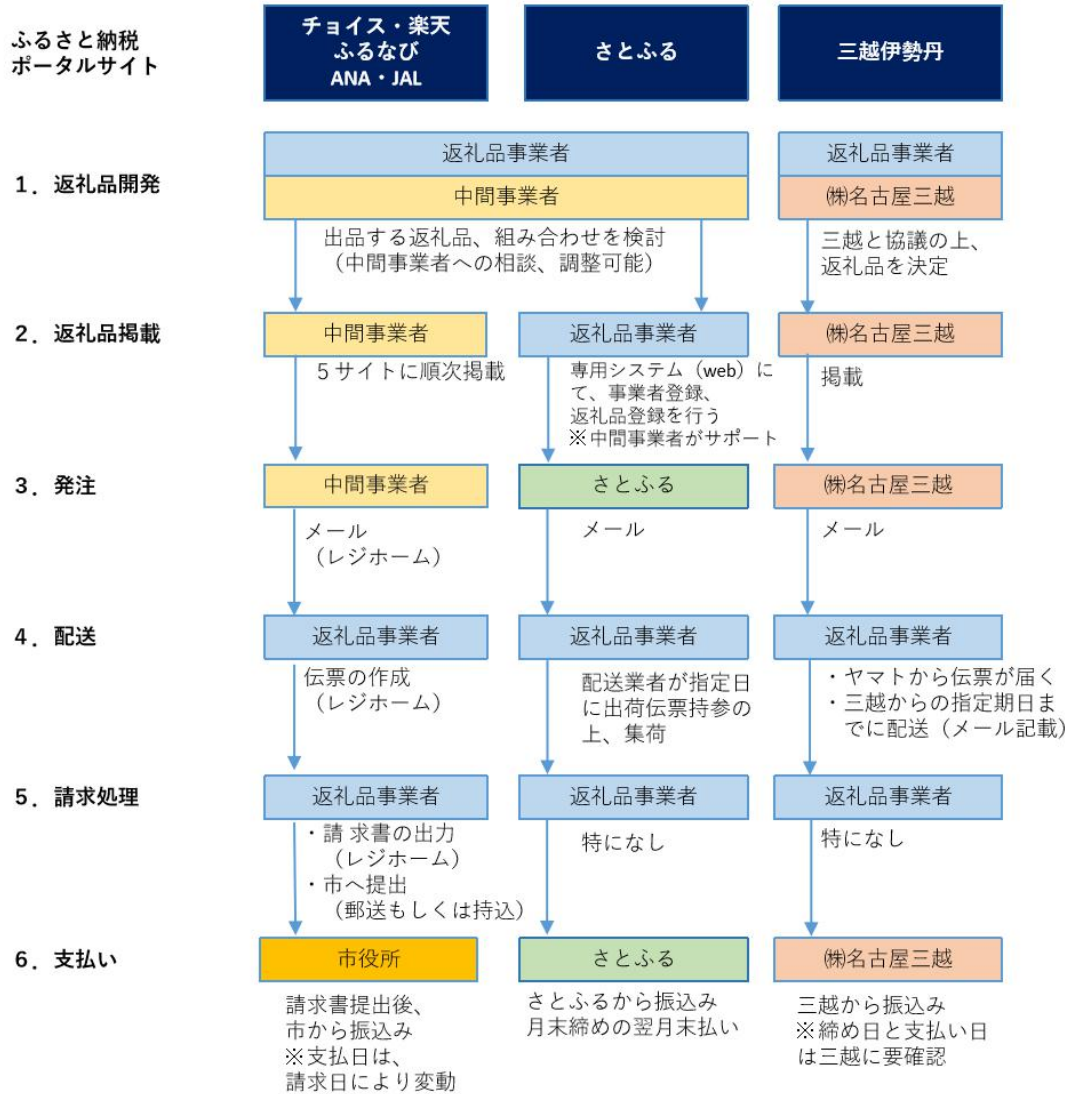 ふるさと納税
ポータルサイト
チョイス・楽天
ふるなび
ANA・JAL
さとふる
三越伊勢丹
1．返礼品開発
返礼品事業者
中間事業者
返礼品事業者
㈱名古屋三越
出品する返礼品、組み合わせを検討
（中間事業者への相談、調整可能）
三越と協議の上、
返礼品を決定
2．返礼品掲載
中間事業者
返礼品事業者
㈱名古屋三越
５サイトに順次掲載
専用システム（web）に
て、事業者登録、
返礼品登録を行う
※中間事業者がサポート
掲載
3．発注
中間事業者
さとふる
㈱名古屋三越
メール
（レジホーム）
メール
メール
4．配送
返礼品事業者
返礼品事業者
返礼品事業者
伝票の作成
（レジホーム）
配送業者が指定日
に出荷伝票持参の
上、集荷
・ヤマトから伝票が届く
・三越からの指定期日ま
でに配送（メール記載）
5．請求処理
返礼品事業者
返礼品事業者
返礼品事業者
・請 求書の出力
（レジホーム）
・市へ提出
（郵送もしくは持込）
特になし
特になし
6．支払い
市役所
さとふる
㈱名古屋三越
請求書提出後、
市から振込み
※支払日は、
請求日により変動
さとふるから振込み
月末締めの翌月末払い
三越から振込み
※締め日と支払い日
は三越に要確認